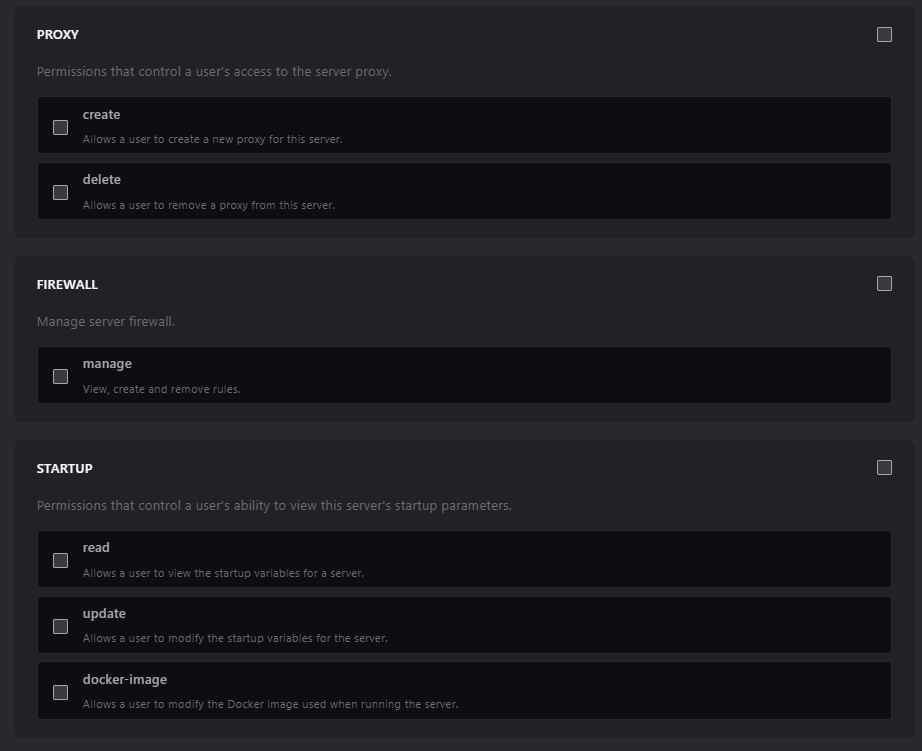 PROXY
Permissions that control a user's access to the server proxy.
create
Allows a user to create a new proxy for this server.
delete
Allows a user to remove a proxy from this server.
FIREWALL
Manage server firewall.
manage
View, create and remove rules.
STARTUP
Permissions that control a user's ability to view this server's startup parameters.
read
Allows a user to view the startup variables for a server.
update
Allows a user to modify the startup variables for the server.
docker-image
Allows a user to modify the Docker image used when running the server.